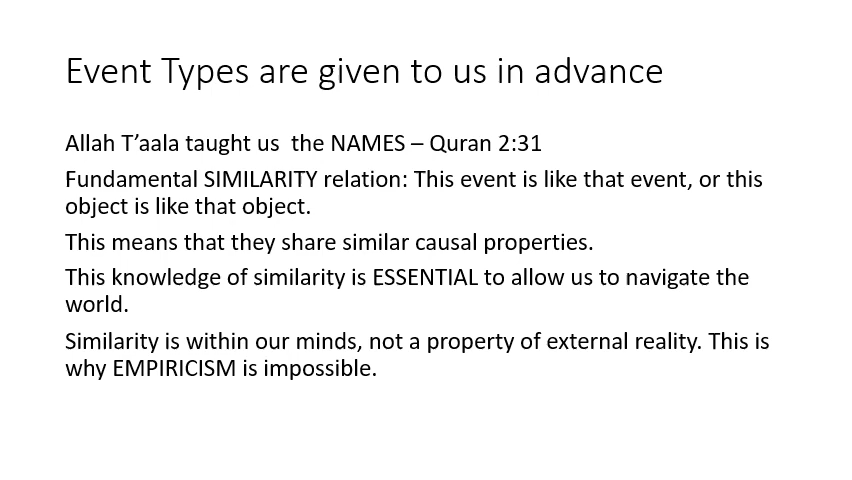 Event Types are given to us in advance
Allah T’aala taught us  the NAMES – Quran 2:31
Fundamental SIMILARITY relation: This event is like that event, or this
object is like that object.
This means that they share similar causal properties.
This knowledge of similarity is ESSENTIAL to allow us to navigate the
world.
Similarity is within our minds, not a property of external reality. This is
why EMPIRICISM is impossible.